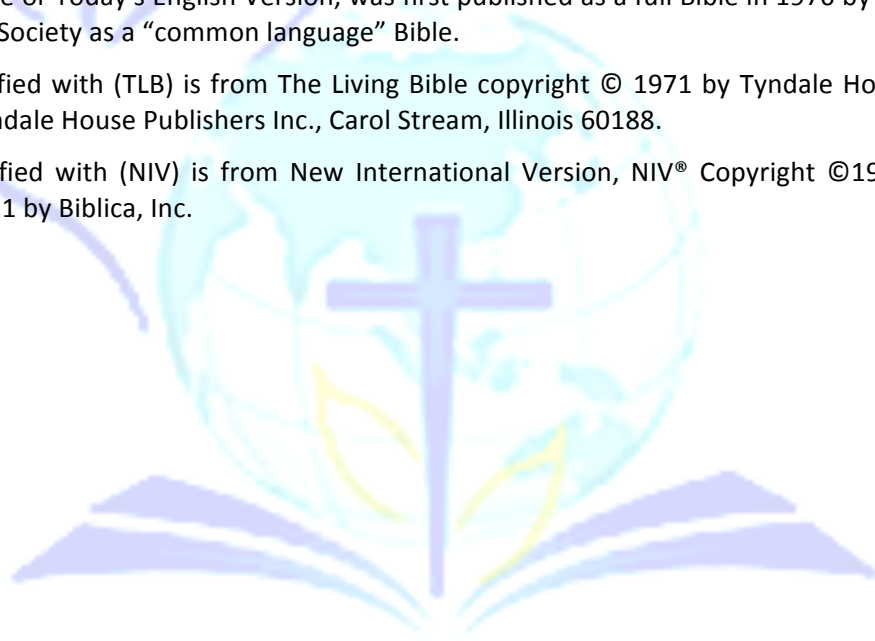 or Today's English Version, was first published as a full Bible in 1976 by
Society as a “common language” Bible.
fied with (TLB) is from The Living Bible copyright © 1971 by Tyndale Ho
ndale House Publishers Inc., Carol Stream, Illinois 60188.
fied with (NIV) is from New International Version, NIV® Copyright ©19
1 by Biblica, Inc.